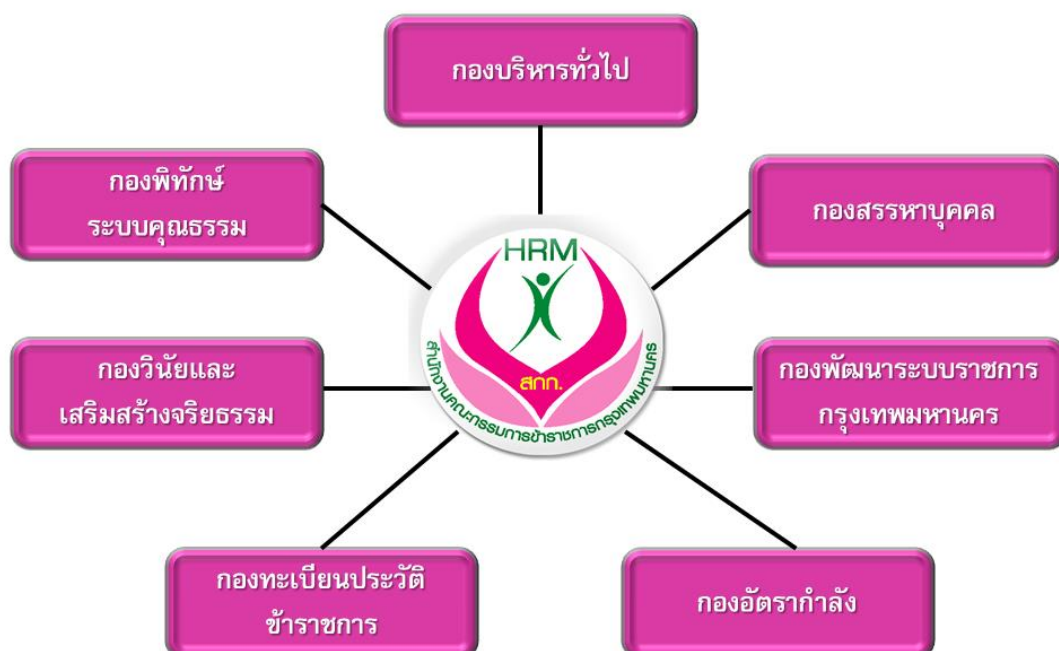 กองบริหารทั่วไป
กองพิทักษ์
ระบบคุณธรรม
กองสรรหาบุคคล
HRM
สกก.
สำนักงานคณะกรรมการข้าราชการกรุงเทพมหานคร
กองวินัยและ
เสริมสร้างจริยธรรม
กองพัฒนาระบบราชการ
กรุงเทพมหานคร
กองทะเบียนประวัติ
ข้าราชการ
กองอัตรากำลัง